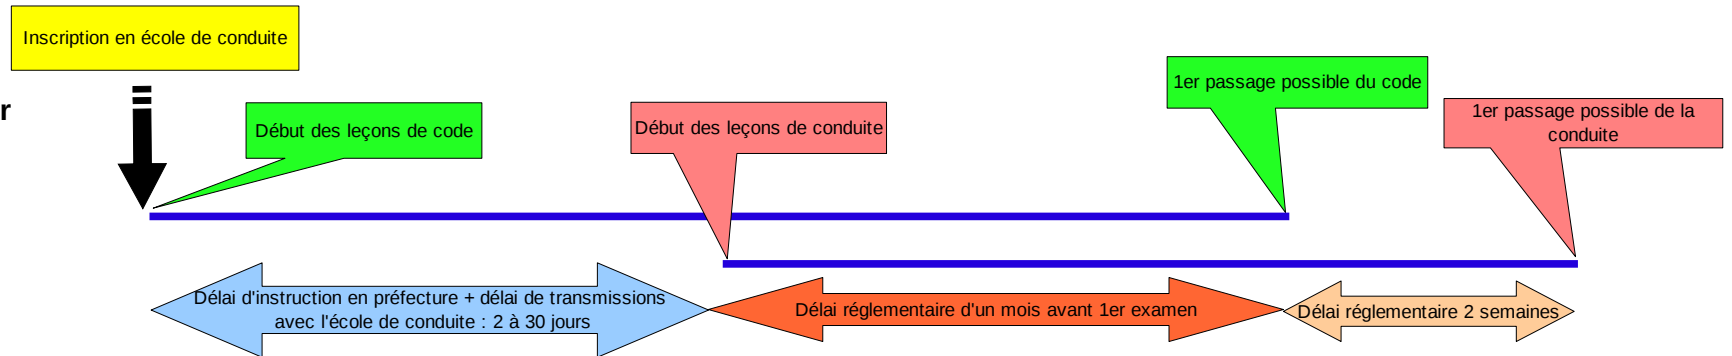 Inscription en école de conduite
r
Début des leçons de code
Début des leçons de conduite
1er passage possible du code
1er passage possible de la
conduite
Délai d'instruction en préfecture + délai de transmissions
avec l'école de conduite : 2 à 30 jours
Délai réglementaire d'un mois avant 1er examen
Délai réglementaire 2 semaines